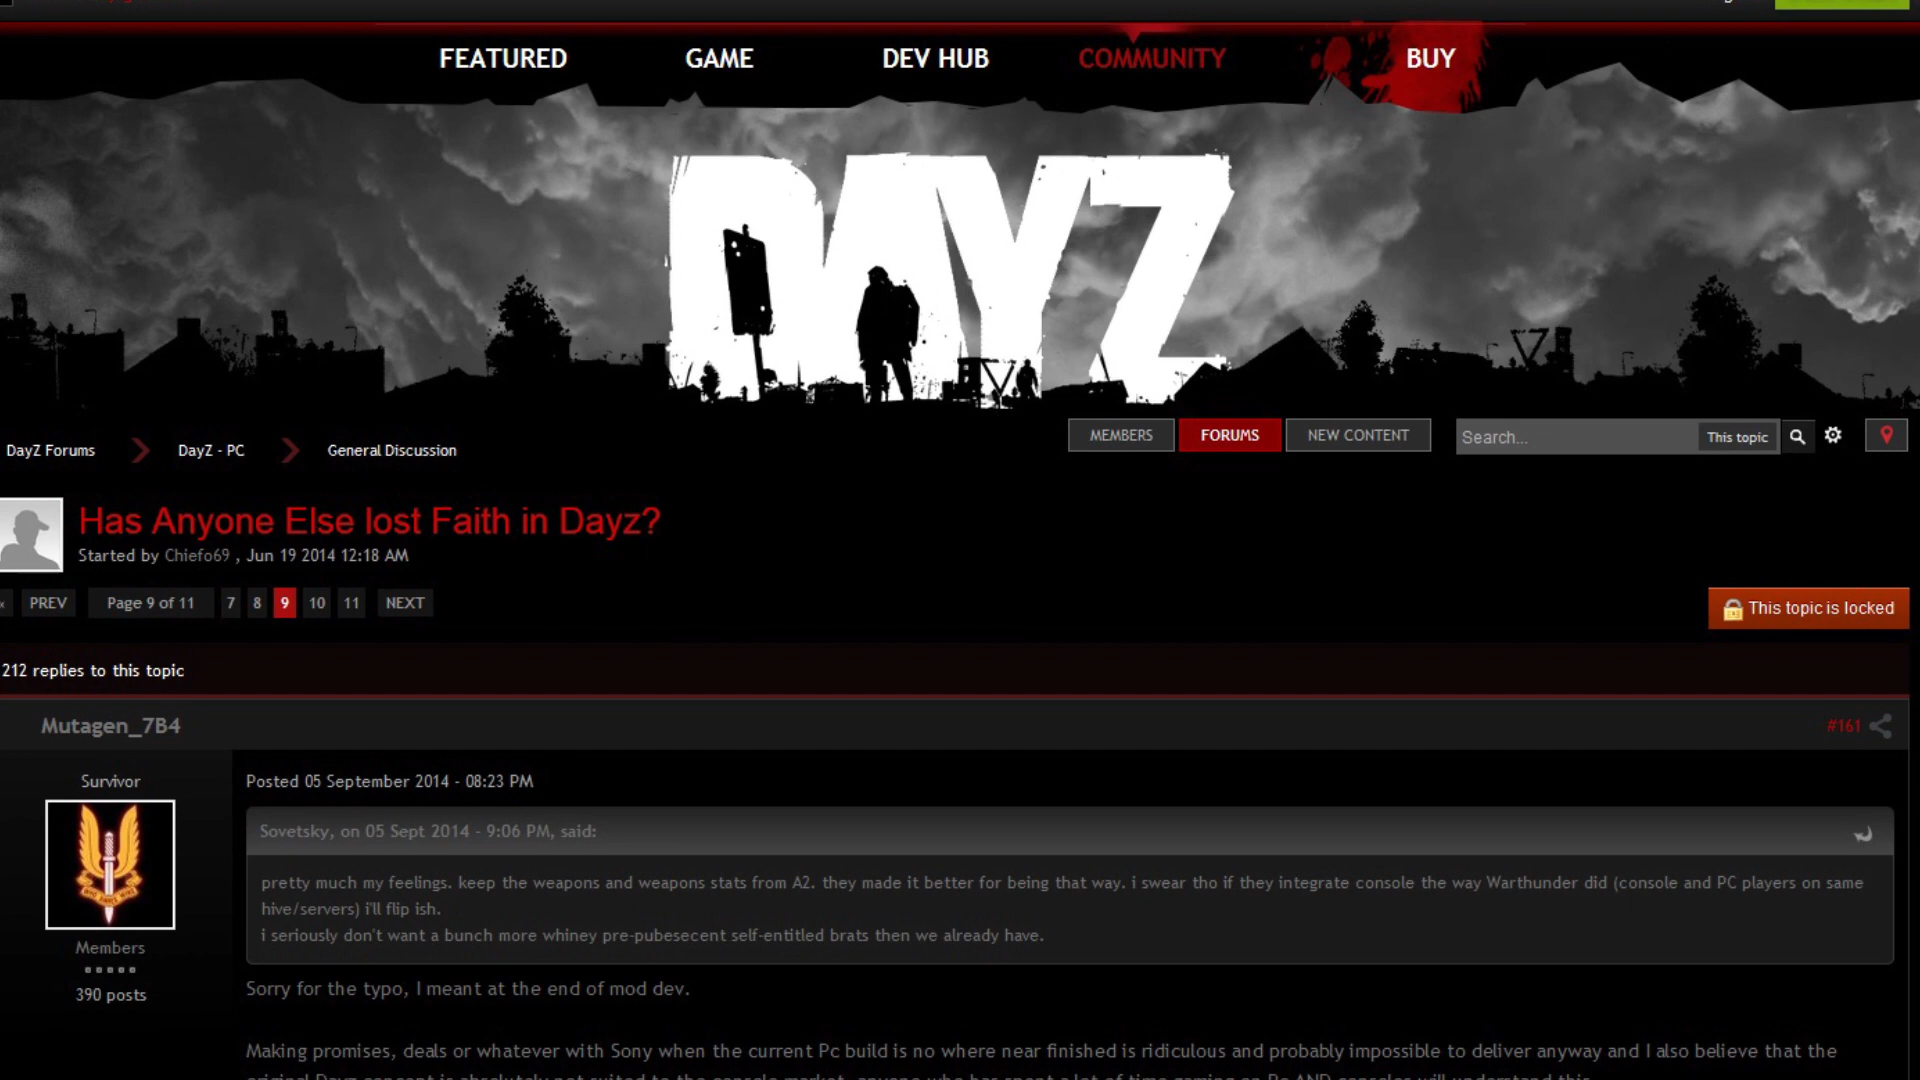 FEATURED GAME DEV HUB COMMUNITY BUY
DAYZ
MEMBERS FORUMS NEW CONTENT Search... This topic
DayZ Forums DayZ - PC General Discussion
Has Anyone Else lost Faith in Dayz?
Started by Chiefo69 , Jun 19 2014 12:18 AM
« PREV Page 9 of 11 7 8 9 10 11 NEXT
This topic is locked
212 replies to this topic
Mutagen_7B4
#161
Survivor
Posted 05 September 2014 - 08:23 PM
Sovetsky, on 05 Sept 2014 - 9:06 PM, said:
pretty much my feelings. keep the weapons and weapons stats from A2. they made it better for being that way. i swear tho if they integrate console the way Warthunder did (console and PC players on same
hive/servers) i'll flip ish.
i seriously don't want a bunch more whiney pre-pubesecent self-entitled brats then we already have.
Members
390 posts
Sorry for the typo, I meant at the end of mod dev.
Making promises, deals or whatever with Sony when the current Pc build is no where near finished is ridiculous and probably impossible to deliver anyway and I also believe that the